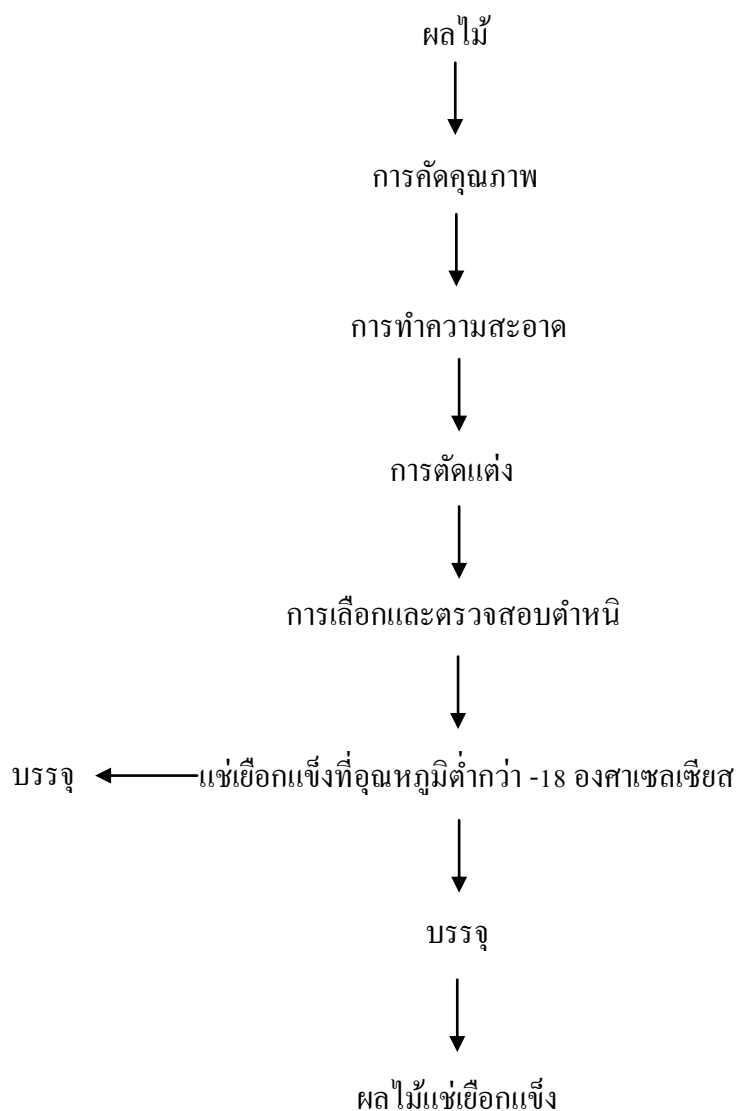 ผลไม้
การคัดคุณภาพ
การทำความสะอาด
การตัดแต่ง
การเลือกและตรวจสอบตำหนิ
บรรจุ แช่เยือกแข็งที่อุณหภูมิต่ำกว่า -18 องศาเซลเซียส
บรรจุ
ผลไม้แช่เยือกแข็ง